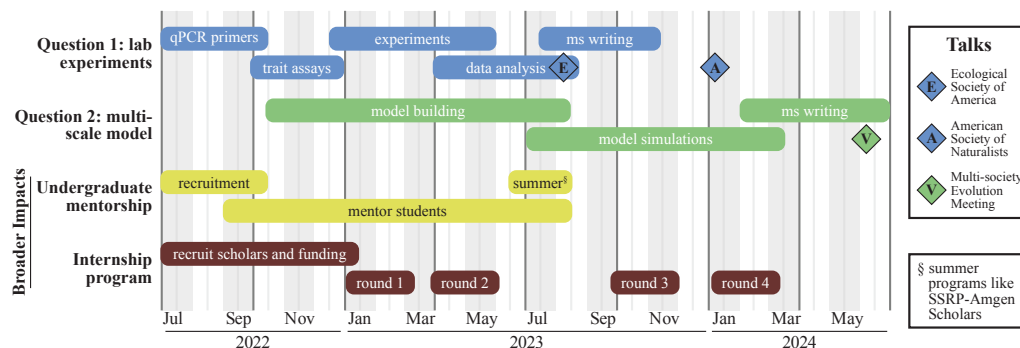 Question 1: lab
experiments
qPCR primers
experiments
ms writing
trait assays
data analysis
E
A
Question 2: multi-
scale model
model building
ms writing
model simulations
V
Broader Impacts
Undergraduate
mentorship
recruitment
summer§
mentor students
Internship
program
recruit scholars and funding
round 1
round 2
round 3
round 4
Jul
Sep
Nov
Jan
Mar
May
Jul
Sep
Nov
Jan
Mar
May
2022
2023
2024
Talks
E
Ecological
Society of
America
A
American
Society of
Naturalists
V
Multi-society
Evolution
Meeting
§ summer
programs like
SSRP-Amgen
Scholars